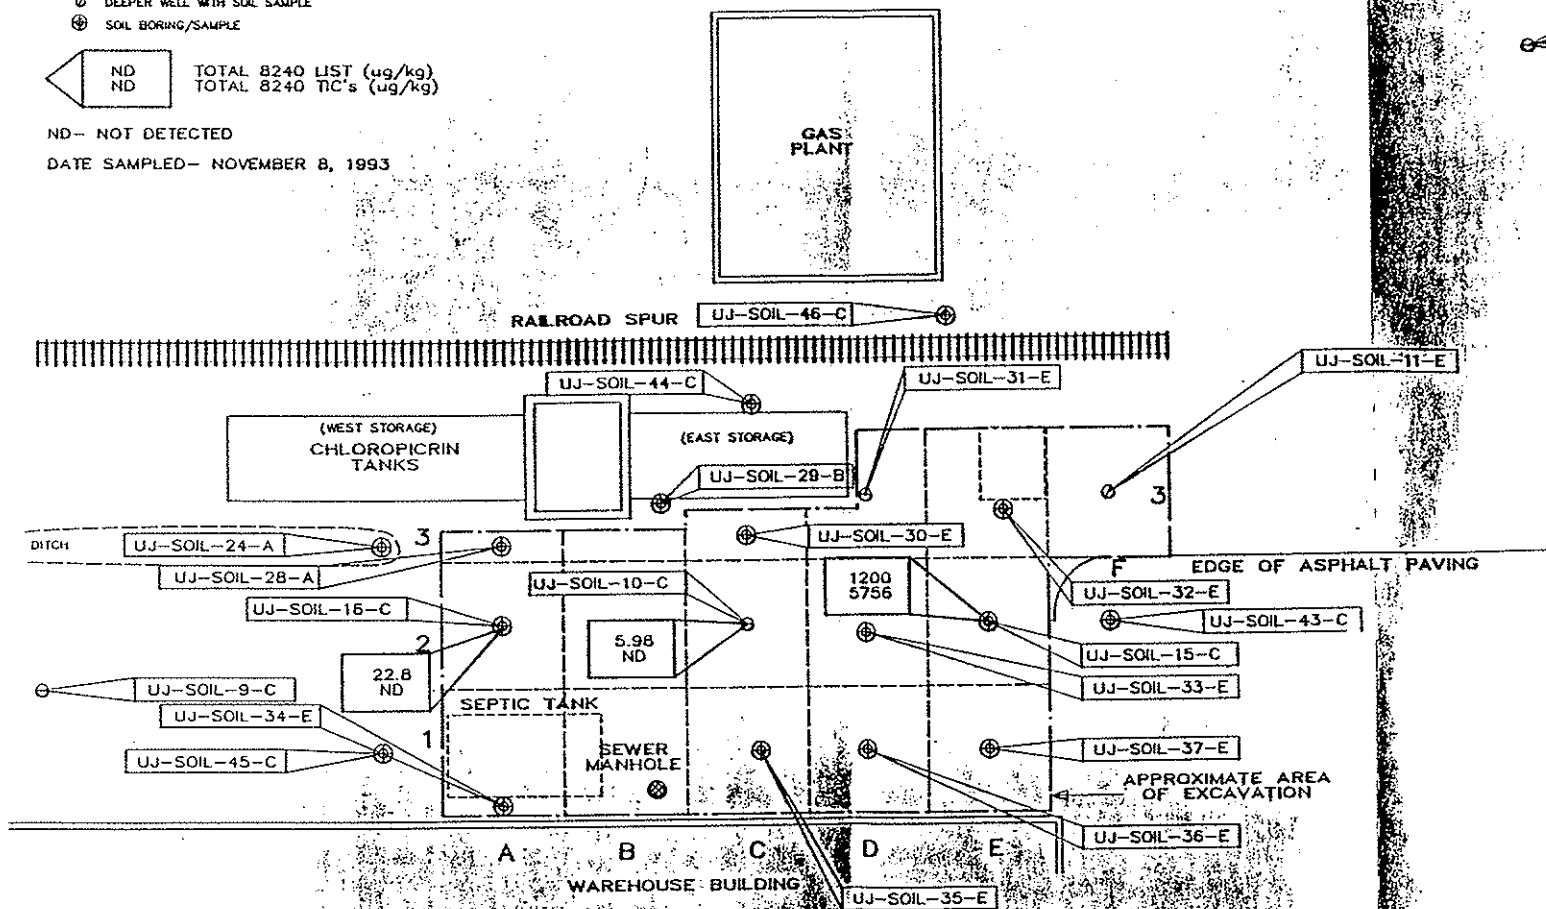 DEEPER WELL WITH SOIL SAMPLE
SOIL BORING/SAMPLE
ND
ND
TOTAL 8240 LIST (ug/kg)
TOTAL 8240 TIC's (ug/kg)
ND- NOT DETECTED
DATE SAMPLED- NOVEMBER 8, 1993
GAS
PLANT
RAILROAD SPUR
UJ-SOIL-46-C
UJ-SOIL-11-E
UJ-SOIL-44-C
UJ-SOIL-31-E
(WEST STORAGE)
CHLOROPICRIN
TANKS
(EAST STORAGE)
UJ-SOIL-29-B
3
DITCH
UJ-SOIL-24-A
3
UJ-SOIL-30-E
UJ-SOIL-28-A
F
EDGE OF ASPHALT PAVING
UJ-SOIL-10-C
1200
5756
UJ-SOIL-32-E
UJ-SOIL-16-C
UJ-SOIL-43-C
2
5.98
ND
UJ-SOIL-15-C
22.8
ND
UJ-SOIL-9-C
UJ-SOIL-33-E
SEPTIC TANK
UJ-SOIL-34-E
1
SEWER
MANHOLE
UJ-SOIL-37-E
UJ-SOIL-45-C
APPROXIMATE AREA
OF EXCAVATION
UJ-SOIL-36-E
A
B
C
D
E
WAREHOUSE BUILDING
UJ-SOIL-35-E